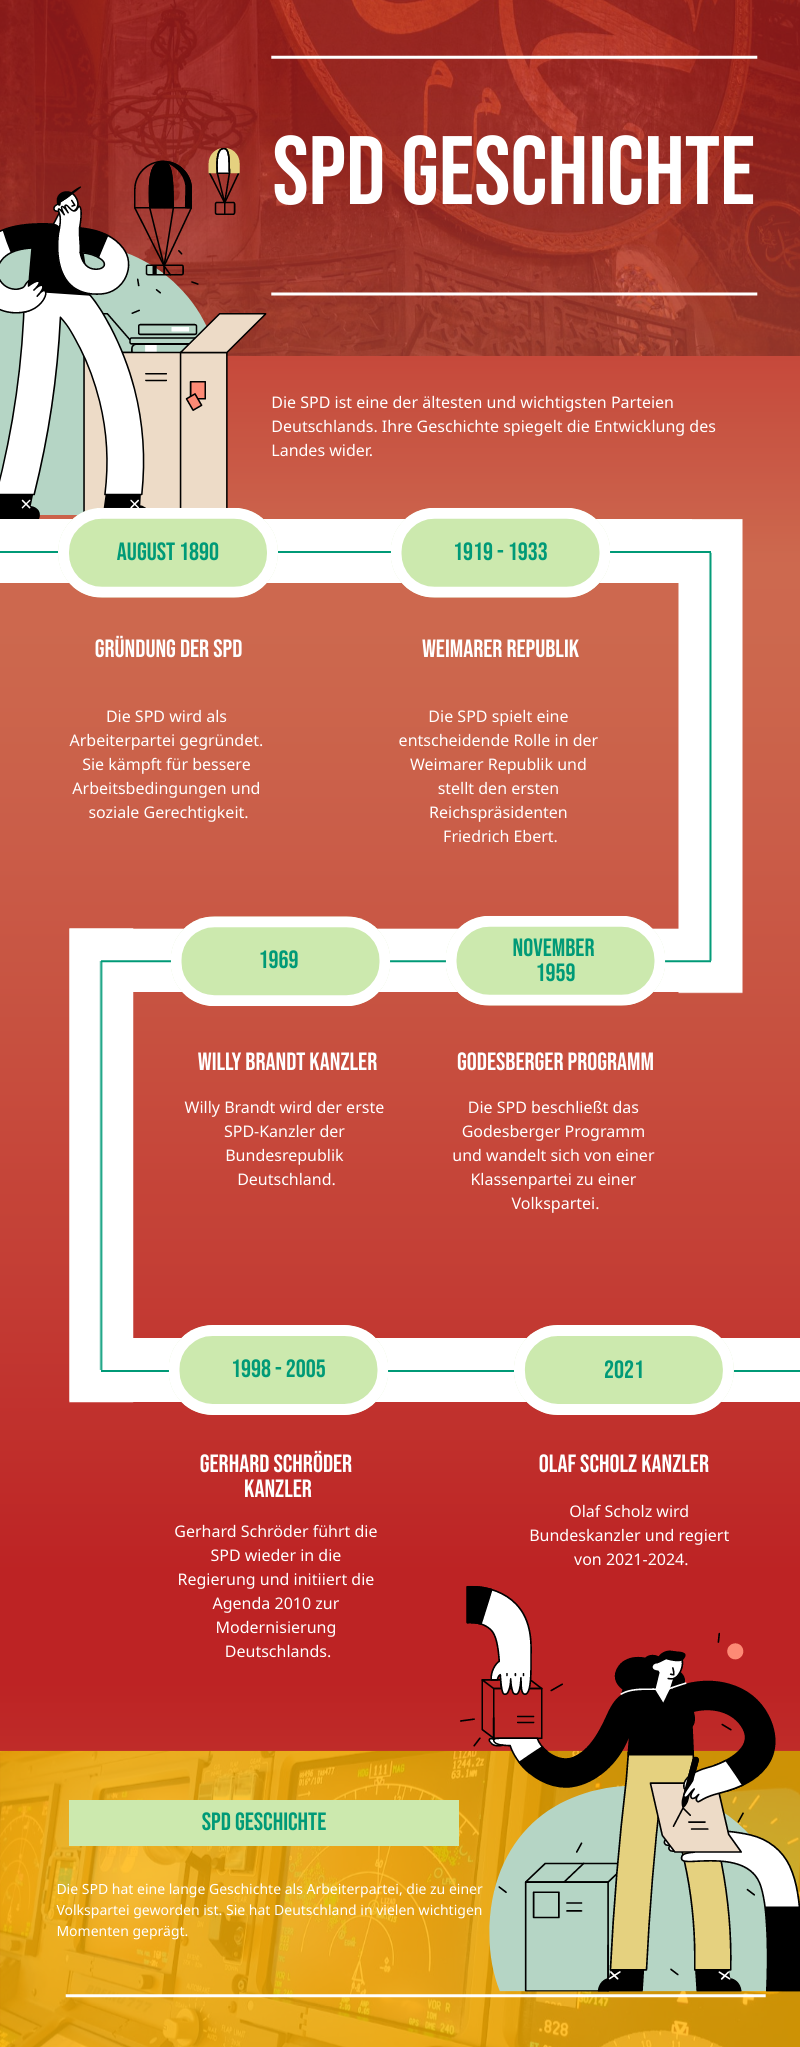 SPD GESCHICHTE
Die SPD ist eine der ältesten und wichtigsten Parteien
Deutschlands. Ihre Geschichte spiegelt die Entwicklung des
Landes wider.
AUGUST 1890
GRÜNDUNG DER SPD
Die SPD wird als
Arbeiterpartei gegründet.
Sie kämpft für bessere
Arbeitsbedingungen und
soziale Gerechtigkeit.
1919 - 1933
WEIMARER REPUBLIK
Die SPD spielt eine
entscheidende Rolle in der
Weimarer Republik und
stellt den ersten
Reichspräsidenten
Friedrich Ebert.
NOVEMBER
1959
GODESBERGER PROGRAMM
Die SPD beschließt das
Godesberger Programm
und wandelt sich von einer
Klassenpartei zu einer
Volkspartei.
1969
WILLY BRANDT KANZLER
Willy Brandt wird der erste
SPD-Kanzler der
Bundesrepublik
Deutschland.
1998 - 2005
GERHARD SCHRÖDER
KANZLER
Gerhard Schröder führt die
SPD wieder in die
Regierung und initiiert die
Agenda 2010 zur
Modernisierung
Deutschlands.
2021
OLAF SCHOLZ KANZLER
Olaf Scholz wird
Bundeskanzler und regiert
von 2021-2024.
SPD GESCHICHTE
Die SPD hat eine lange Geschichte als Arbeiterpartei, die zu einer
Volkspartei geworden ist. Sie hat Deutschland in vielen wichtigen
Momenten geprägt.
.828